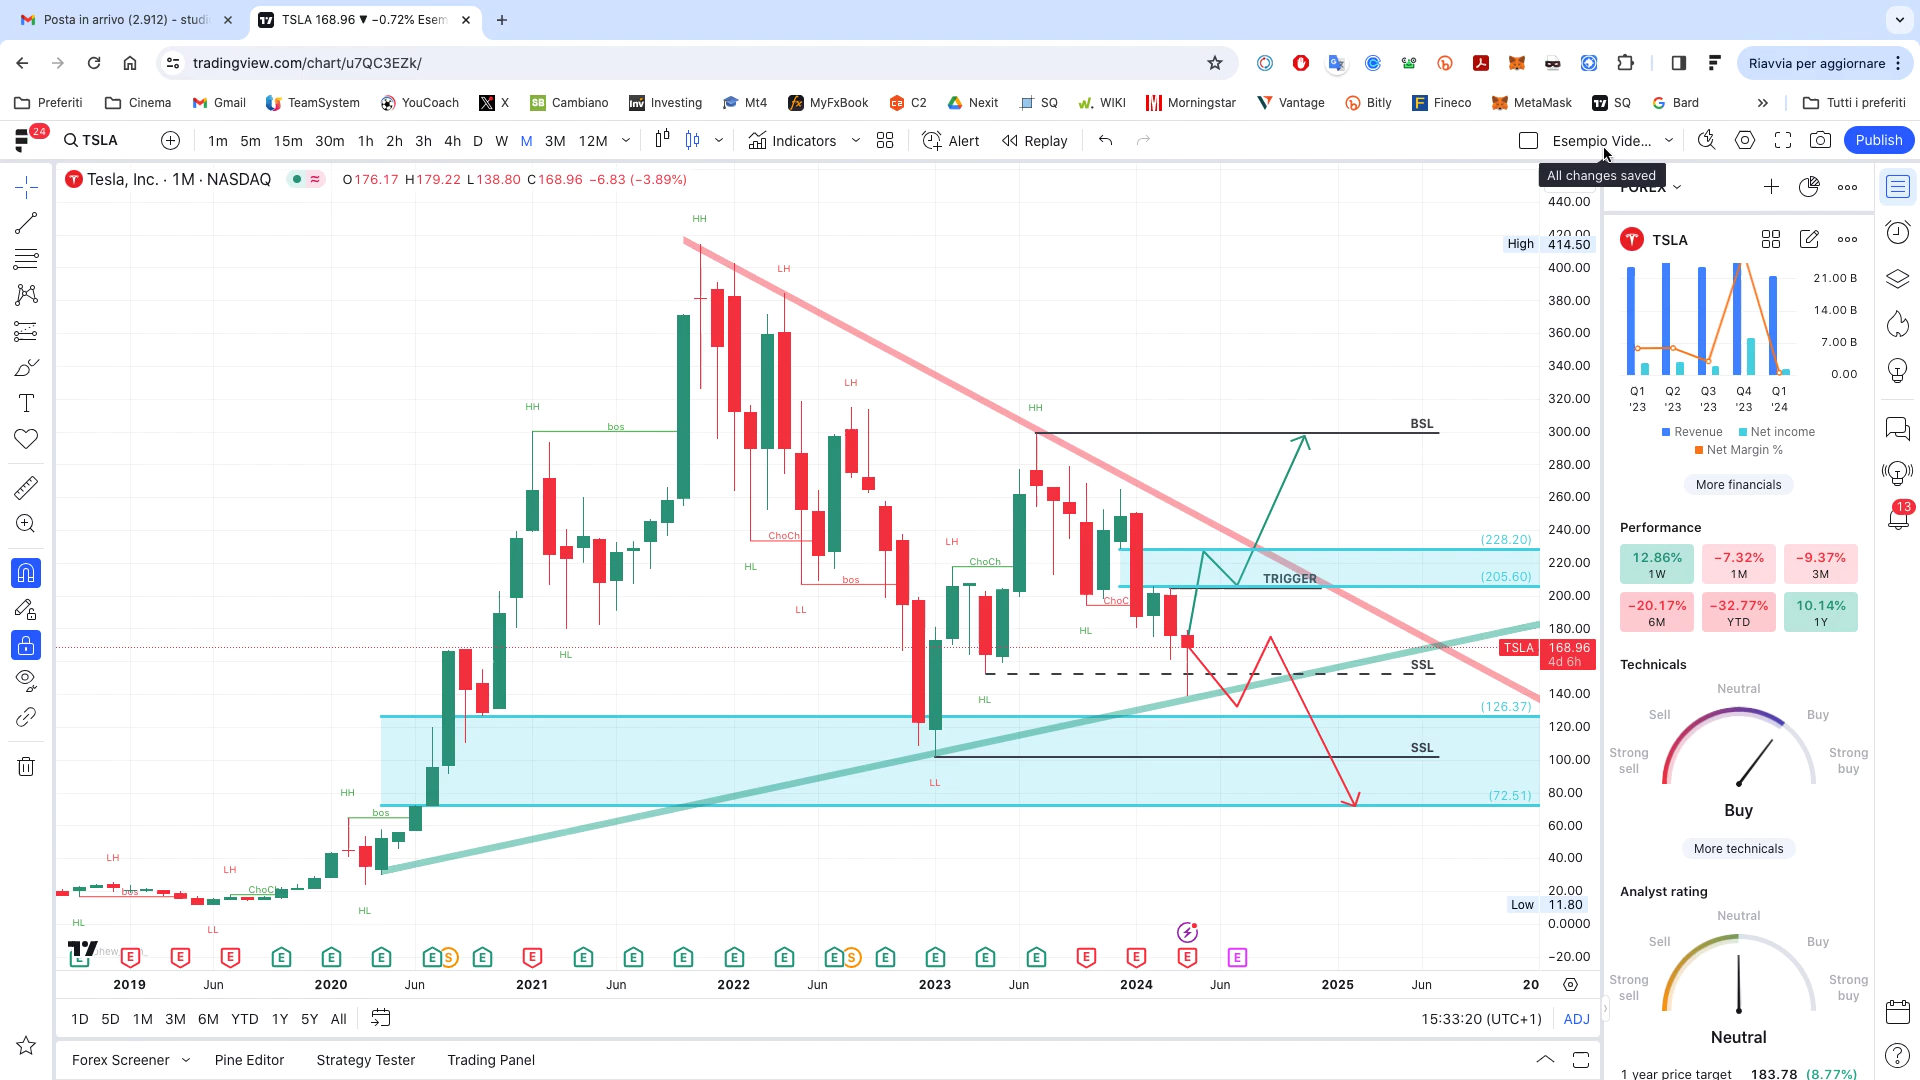 Posta in arrivo (2.912) - studi
TSLA 168.96 ▼ −0.72% Esem
tradingview.com/chart/u7QC3EZk/
Riavvia per aggiornare
Preferiti Cinema Gmail TeamSystem YouCoach X Cambiano Investing Mt4 MyFxBook C2 Nexit SQ WIKI Morningstar Vantage Bitly Fineco MetaMask SQ Bard » Tutti i preferiti
24 TSLA 1m 5m 15m 30m 1h 2h 3h 4h D W M 3M 12M Indicators Alert Replay Esempio Vide... Publish
All changes saved
Tesla, Inc. · 1M · NASDAQ O176.17 H179.22 L138.80 C168.96 −6.83 (−3.89%)
FOREX
440.00
420.00
High 414.50
400.00
380.00
360.00
340.00
320.00
300.00
280.00
260.00
240.00
220.00
200.00
180.00
TSLA 168.96
4d 6h
140.00
120.00
100.00
80.00
60.00
40.00
20.00
Low 11.80
0.0000
−20.00
HH
LH
LH
HH
bos
HH
BSL
ChoCh
HL
bos
LL
HL
LH
ChoCh
ChoC
HL
(228.20)
(205.60)
TRIGGER
SSL
HL
(126.37)
SSL
LL
(72.51)
HH
bos
LH
LH
bos
ChoCh
HL
HL
LL
E E E E E E E S E E E E E E E E S E E E E E E E E
2019 Jun 2020 Jun 2021 Jun 2022 Jun 2023 Jun 2024 Jun 2025 Jun 20
1D 5D 1M 3M 6M YTD 1Y 5Y All
15:33:20 (UTC+1) ADJ
Forex Screener Pine Editor Strategy Tester Trading Panel
TSLA
21.00 B
14.00 B
7.00 B
0.00
Q1 Q2 Q3 Q4 Q1
'23 '23 '23 '23 '24
Revenue Net income
Net Margin %
More financials
Performance
12.86% −7.32% −9.37%
1W 1M 3M
−20.17% −32.77% 10.14%
6M YTD 1Y
Technicals
Neutral
Sell Buy
Strong sell Strong buy
Buy
More technicals
Analyst rating
Neutral
Sell Buy
Strong sell Strong buy
Neutral
1 year price target 183.78 (8.77%)
13